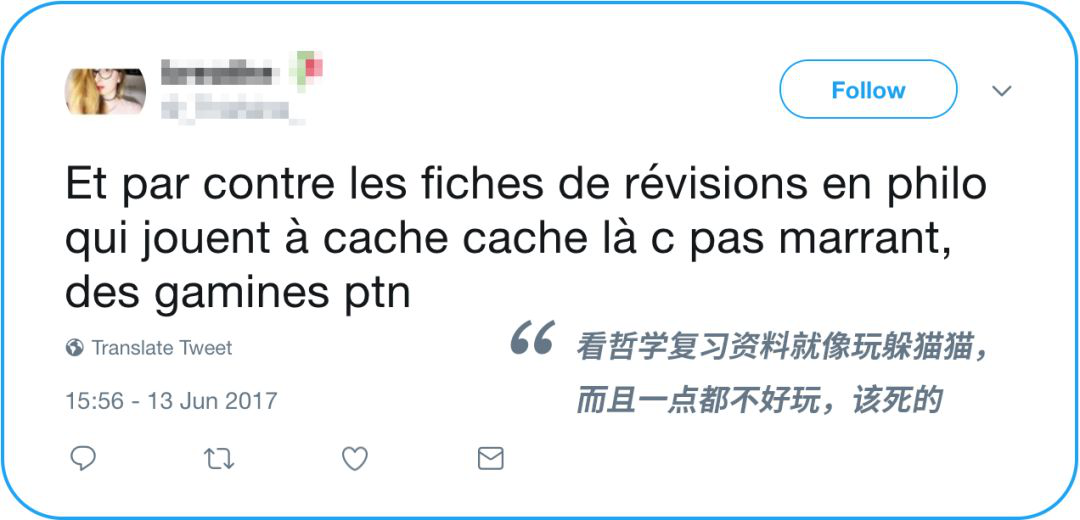 Follow
Et par contre les fiches de révisions en philo
qui jouent à cache cache là c pas marrant,
des gamines ptn
Translate Tweet
“ 看哲学复习资料就像玩躲猫猫，
而且一点都不好玩，该死的
15:56 - 13 Jun 2017